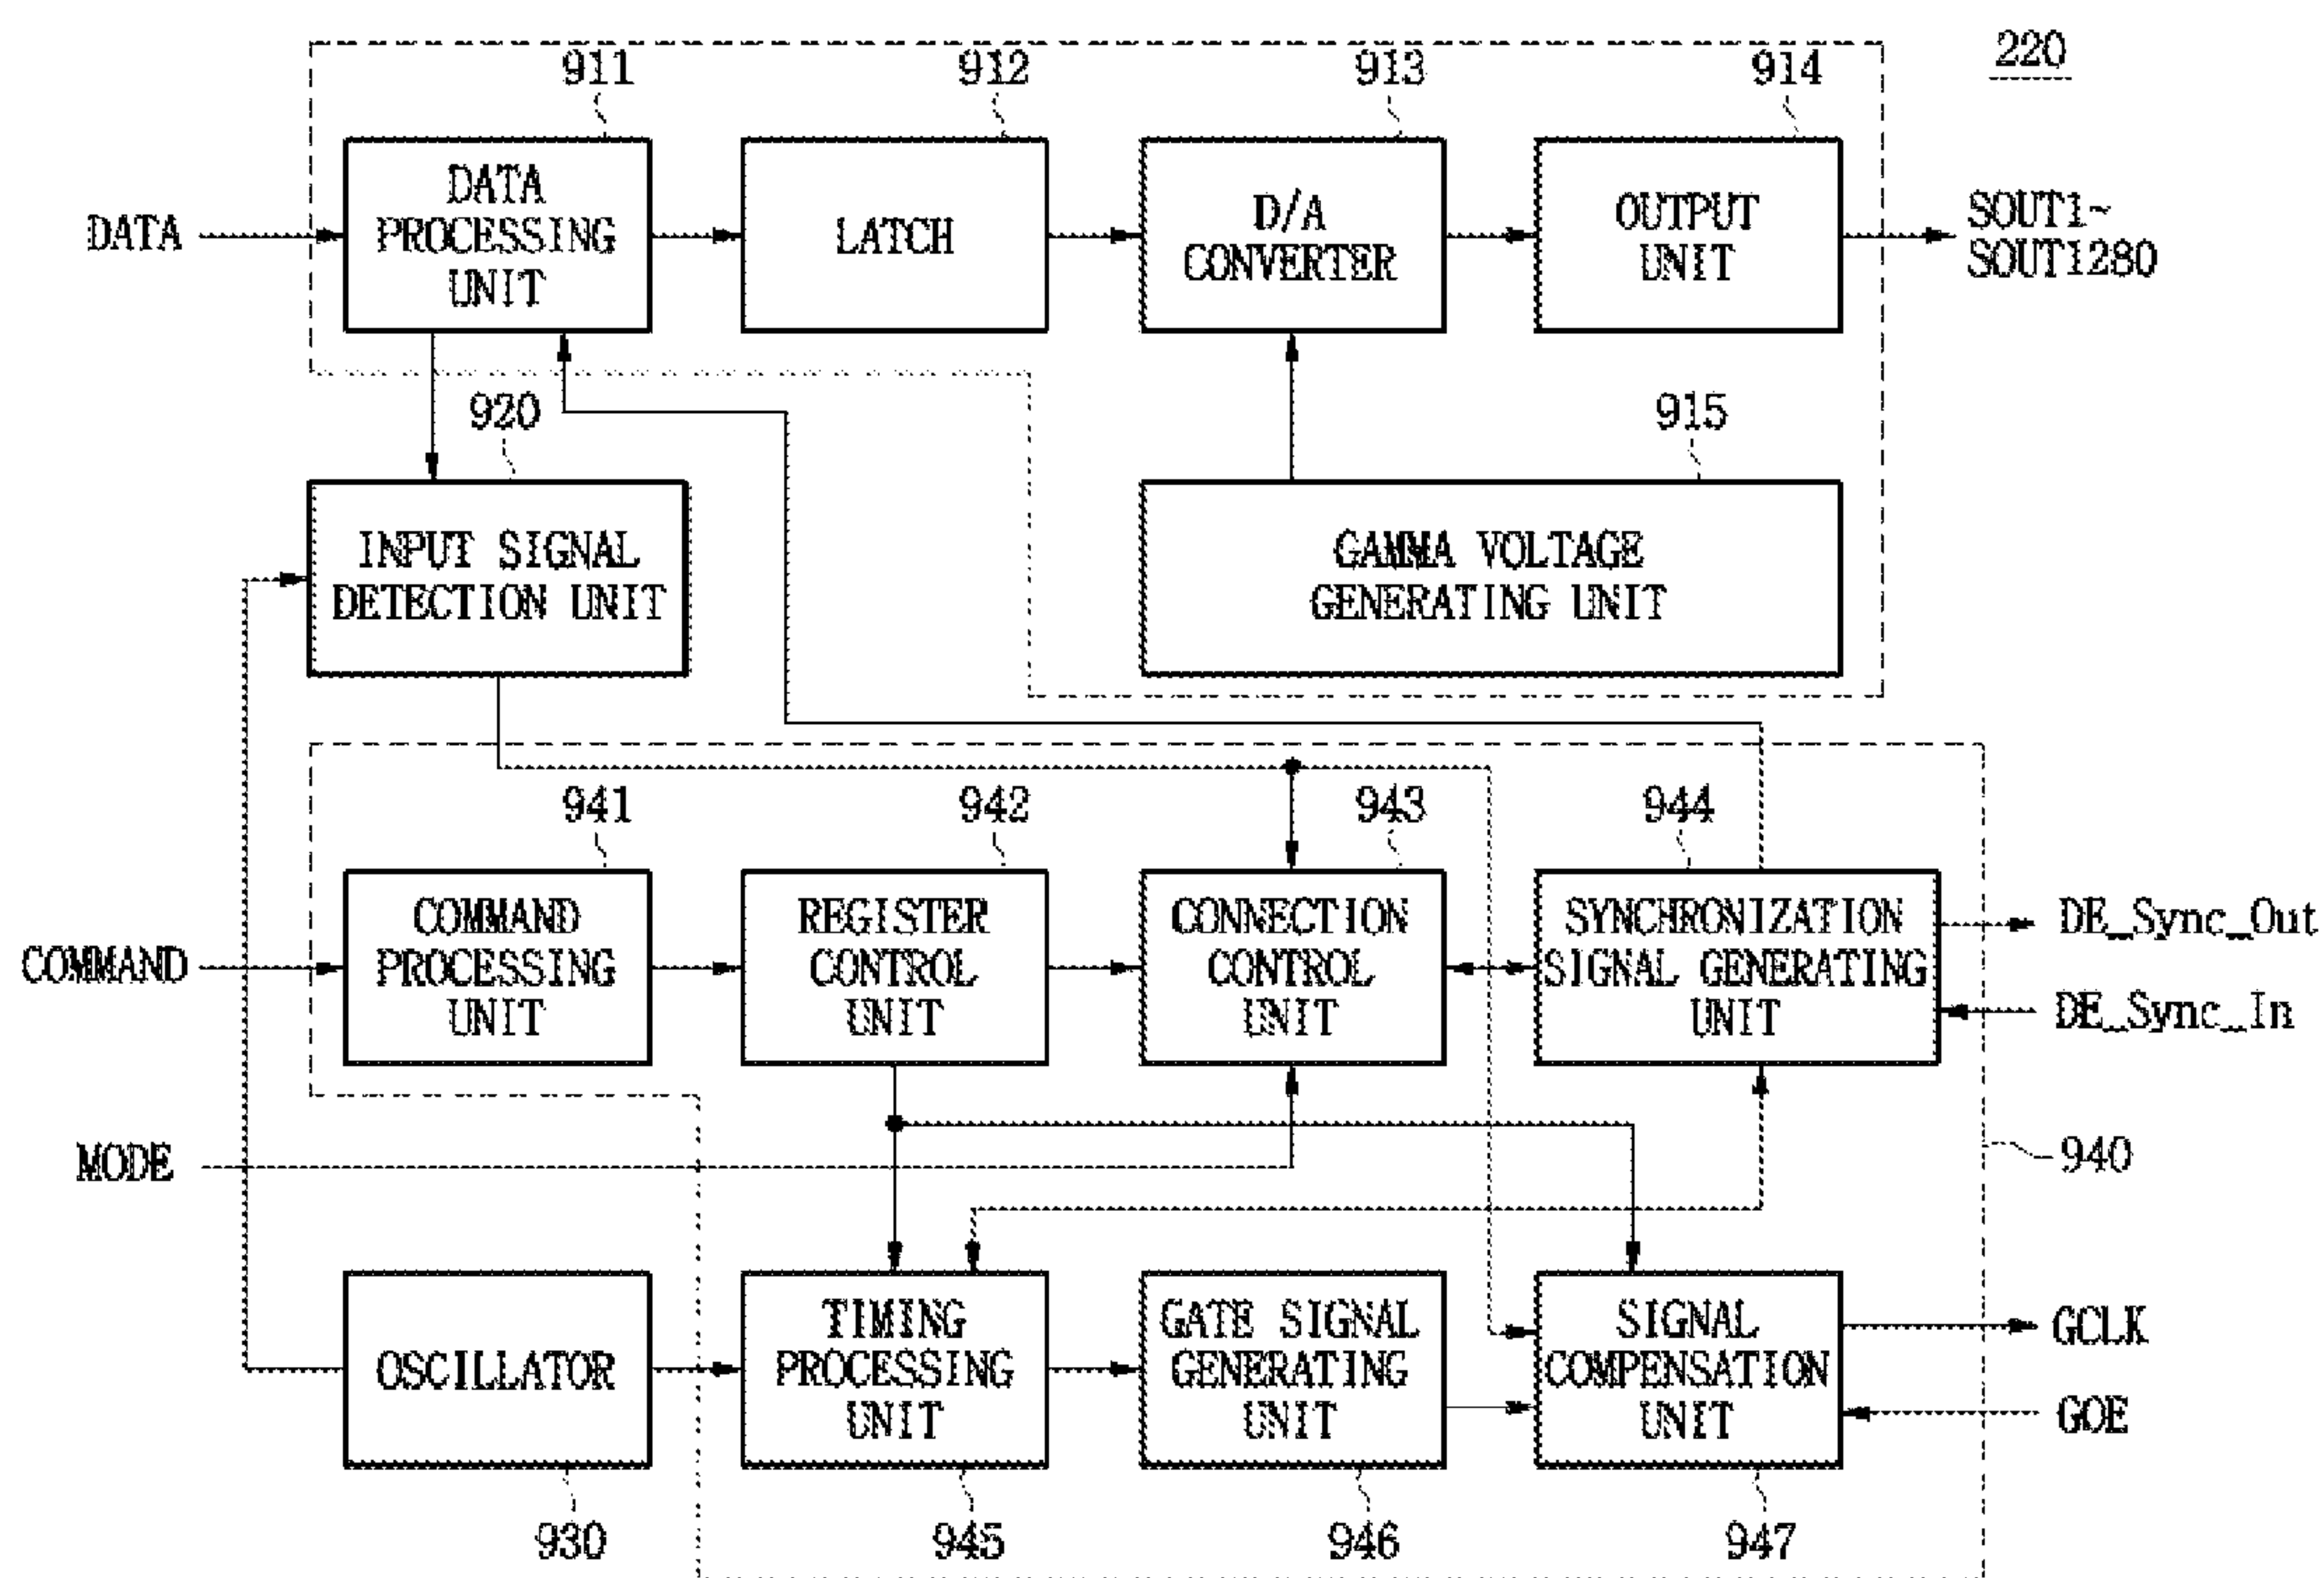 220
911
912
913
914
DATA
DATA
PROCESSING
UNIT
LATCH
D/A
CONVERTER
OUTPUT
UNIT
SOUT1~
SOUT1280
920
915
INPUT SIGNAL
DETECTION UNIT
GAMMA VOLTAGE
GENERATING UNIT
941
942
943
944
COMMAND
COMMAND
PROCESSING
UNIT
REGISTER
CONTROL
UNIT
CONNECTION
CONTROL
UNIT
SYNCHRONIZATION
SIGNAL GENERATING
UNIT
DE_Sync_Out
DE_Sync_In
MODE
940
OSCILLATOR
TIMING
PROCESSING
UNIT
GATE SIGNAL
GENERATING
UNIT
SIGNAL
COMPENSATION
UNIT
GCLK
GOE
930
945
946
947